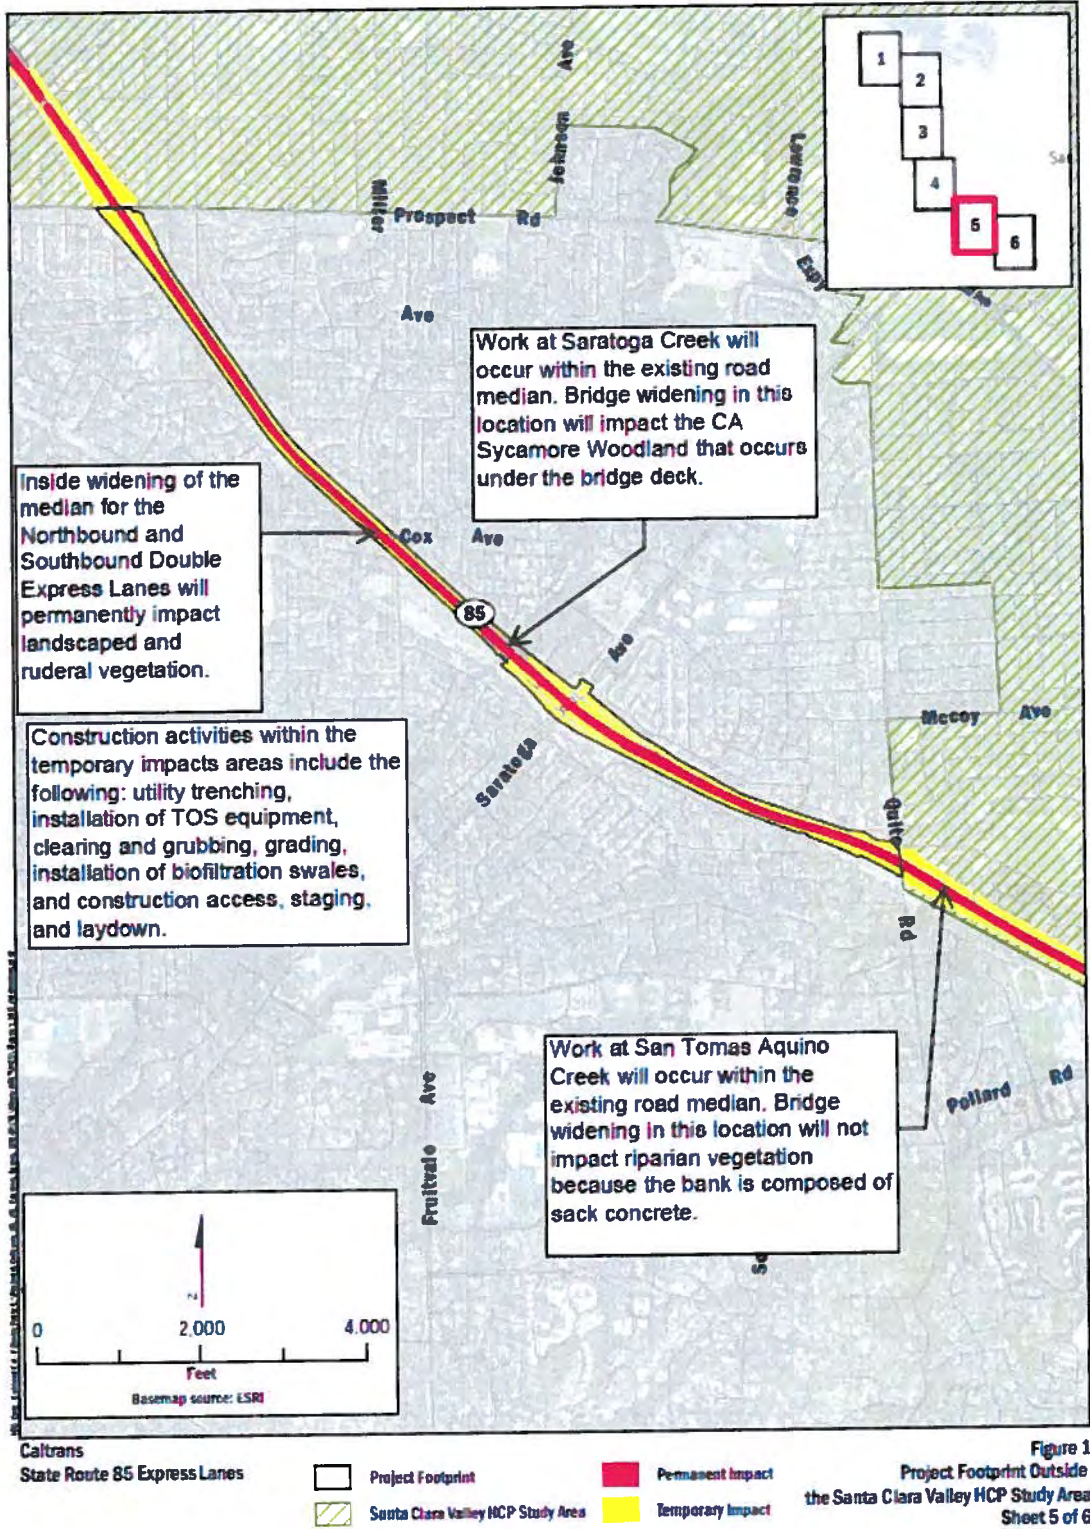 Ave
Johnson
Lawrence
Miller
Prospect Rd
Expy
Ave
1
2
3
4
5
6
Work at Saratoga Creek will
occur within the existing road
median. Bridge widening in this
location will impact the CA
Sycamore Woodland that occurs
under the bridge deck.
Inside widening of the
median for the
Northbound and
Southbound Double
Express Lanes will
permanently impact
landscaped and
ruderal vegetation.
Cox Ave
85
Ave
Saratoga
Mccoy Ave
Quito
Rd
Construction activities within the
temporary impacts areas include the
following: utility trenching,
installation of TOS equipment,
clearing and grubbing, grading,
installation of biofiltration swales,
and construction access, staging,
and laydown.
Work at San Tomas Aquino
Creek will occur within the
existing road median. Bridge
widening in this location will not
impact riparian vegetation
because the bank is composed of
sack concrete.
Pollard Rd
Ave
Fruitvale
N
0 2,000 4,000
Feet
Basemap source: ESRI
Caltrans
State Route 85 Express Lanes
Project Footprint
Santa Clara Valley HCP Study Area
Permanent Impact
Temporary Impact
Figure 1
Project Footprint Outside
the Santa Clara Valley HCP Study Area
Sheet 5 of 6